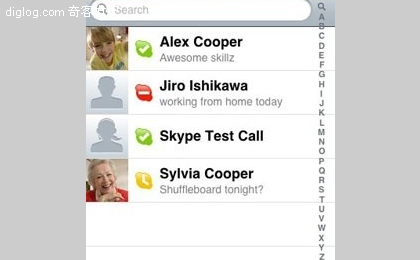 diglog.com 奇客
Search
Alex Cooper
Awesome skillz
Jiro Ishikawa
working from home today
Skype Test Call
Sylvia Cooper
Shuffleboard tonight?
A
B
C
D
E
F
G
H
I
J
K
L
M
N
O
P
Q
R
S
T
U
V
W
X
Y
Z